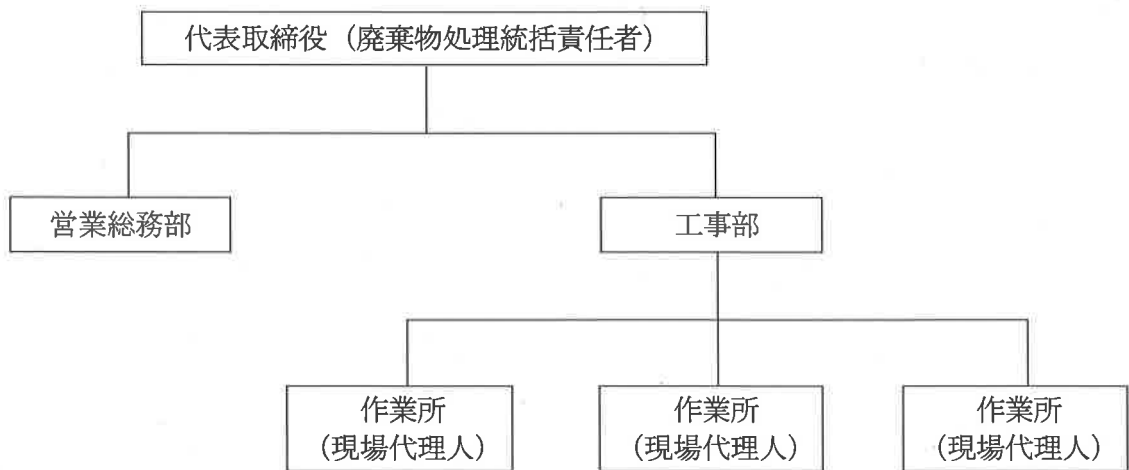 代表取締役（廃棄物処理統括責任者）
営業総務部
工事部
作業所
（現場代理人）
作業所
（現場代理人）
作業所
（現場代理人）